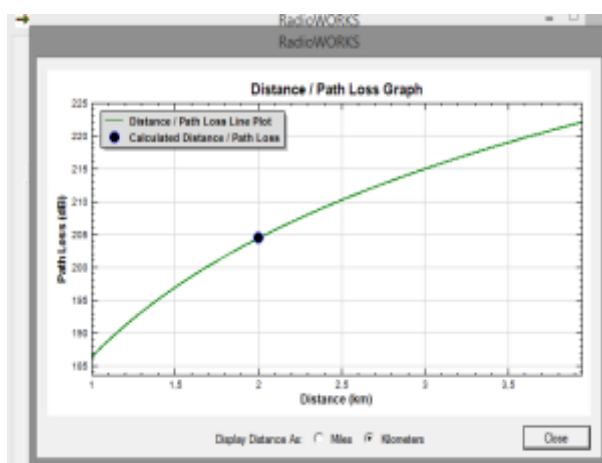 RadioWORKS
RadioWORKS
Distance / Path Loss Graph
225
Distance / Path Loss Line Plot
Calculated Distance / Path Loss
220
215
210
205
200
195
190
185
Path Loss (dB)
1 1.5 2 2.5 3 3.5
Distance (km)
Display Distance As: Miles Kilometers Close